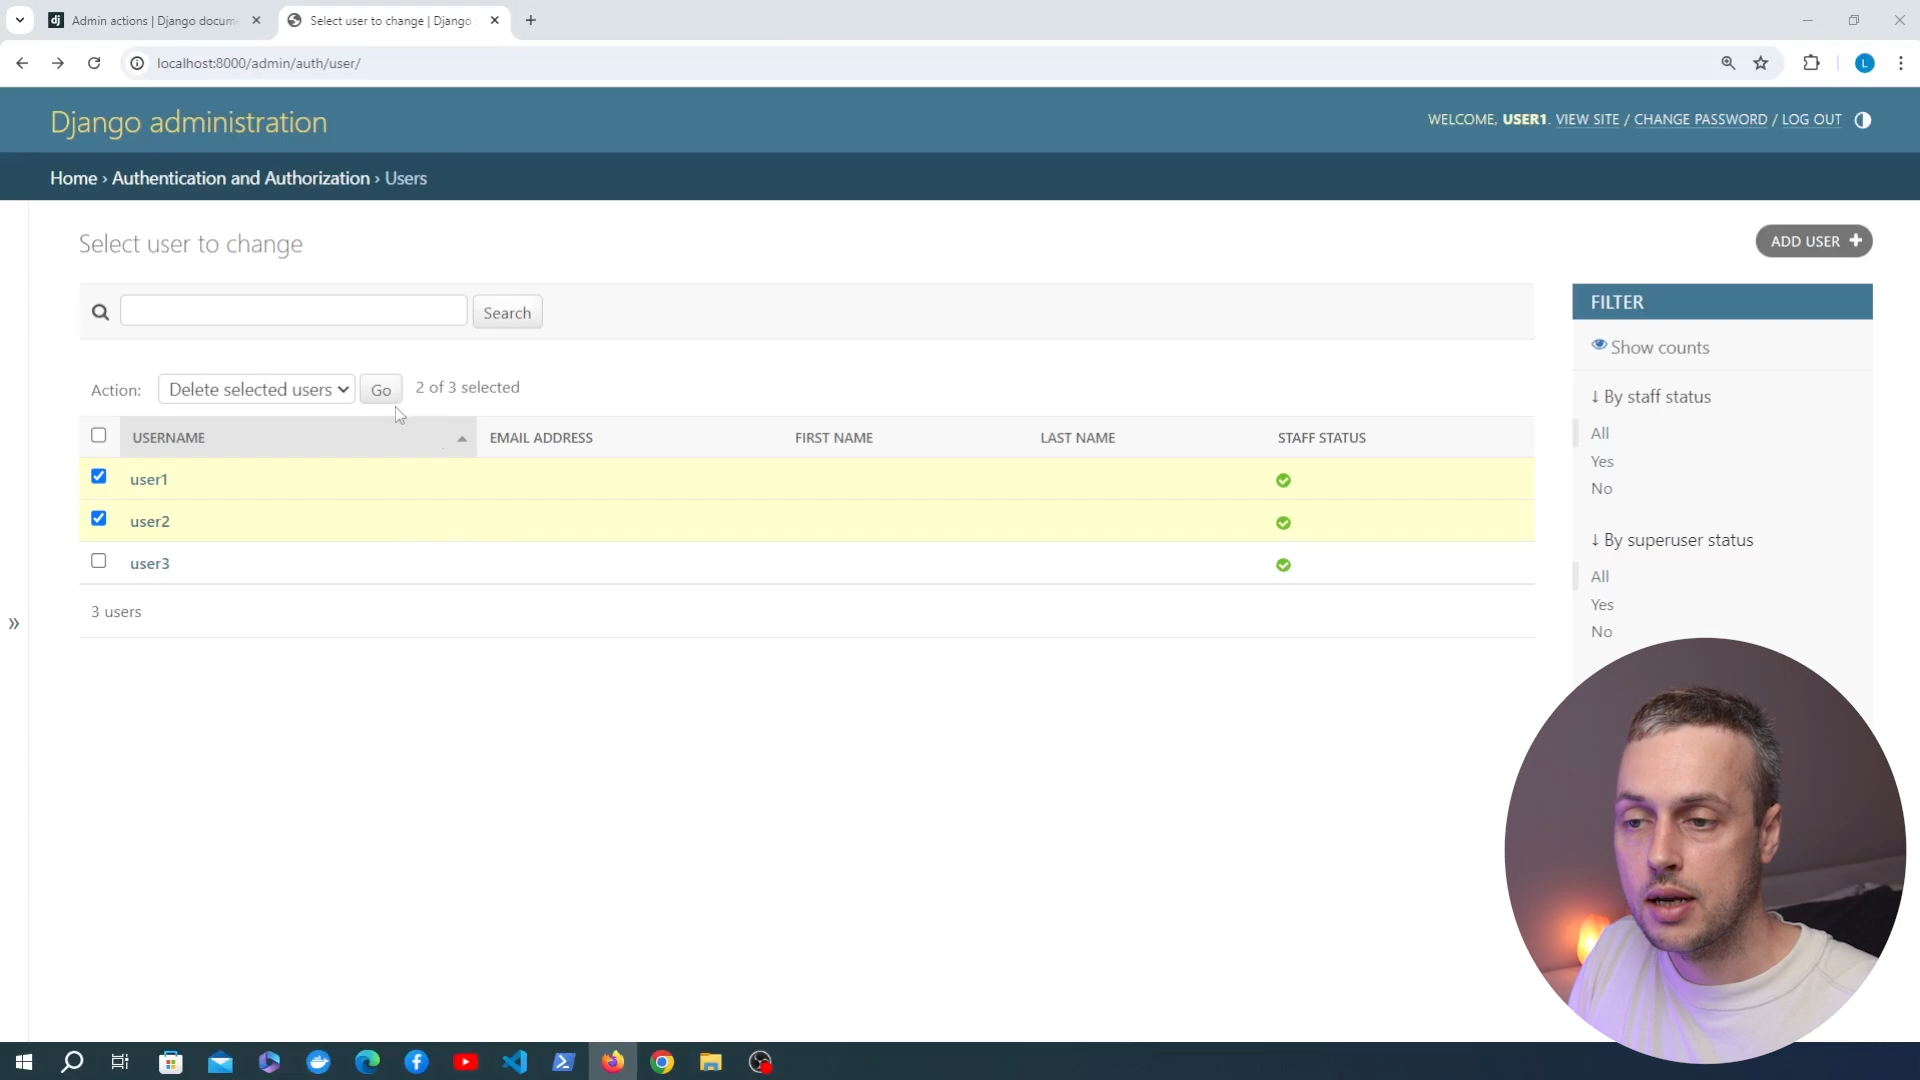 Admin actions | Django docum
Select user to change | Django
localhost:8000/admin/auth/user/
L
Django administration
WELCOME, USER1. VIEW SITE / CHANGE PASSWORD / LOG OUT
Home › Authentication and Authorization › Users
Select user to change
ADD USER +
Search
FILTER
Show counts
Action: Delete selected users Go 2 of 3 selected
↓ By staff status
All
Yes
No
USERNAME EMAIL ADDRESS FIRST NAME LAST NAME STAFF STATUS
user1
user2
user3
3 users
↓ By superuser status
All
Yes
No
»